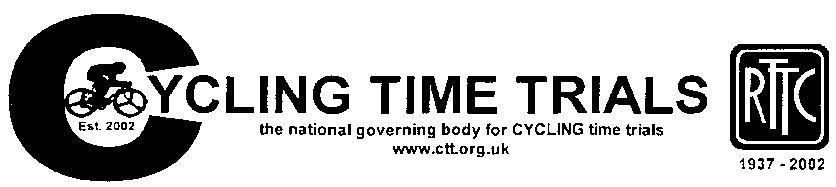 CYCLING TIME TRIALS
Est. 2002
the national governing body for CYCLING time trials
www.ctt.org.uk
RTTC
1937 - 2002